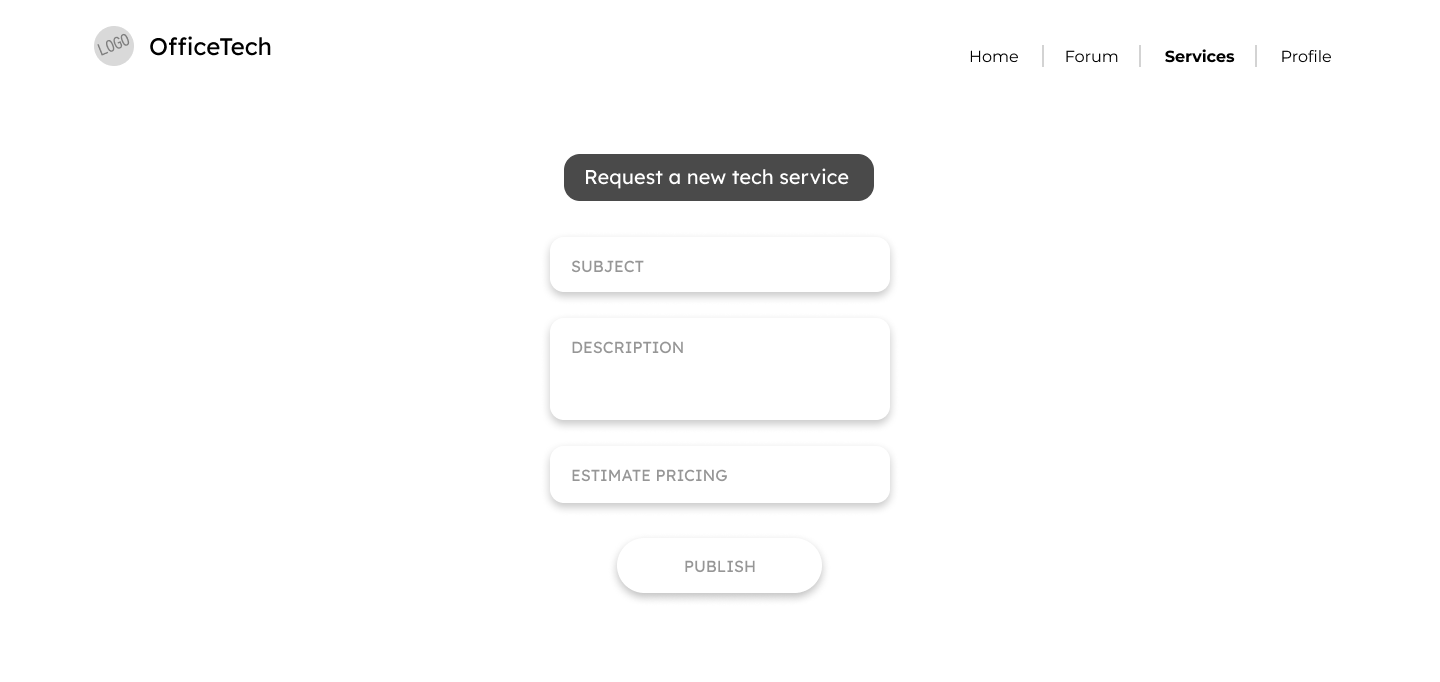 LOGO
OfficeTech
Home
Forum
Services
Profile
Request a new tech service
SUBJECT
DESCRIPTION
ESTIMATE PRICING
PUBLISH